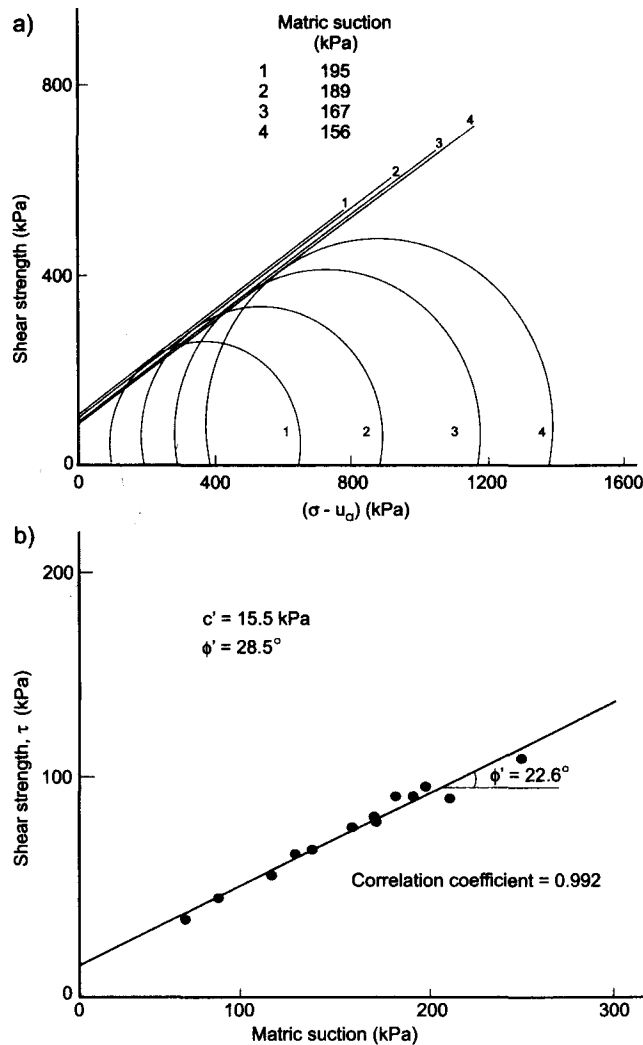 a)
Matric suction
(kPa)
1 195
2 189
3 167
4 156
Shear strength (kPa)
800
400
0
1
2
3
4
1
2
3
4
0 400 800 1200 1600
(σ - uₐ) (kPa)
b)
Shear strength, τ (kPa)
200
100
0
c' = 15.5 kPa
ϕ' = 28.5°
ϕ' = 22.6°
Correlation coefficient = 0.992
0 100 200 300
Matric suction (kPa)